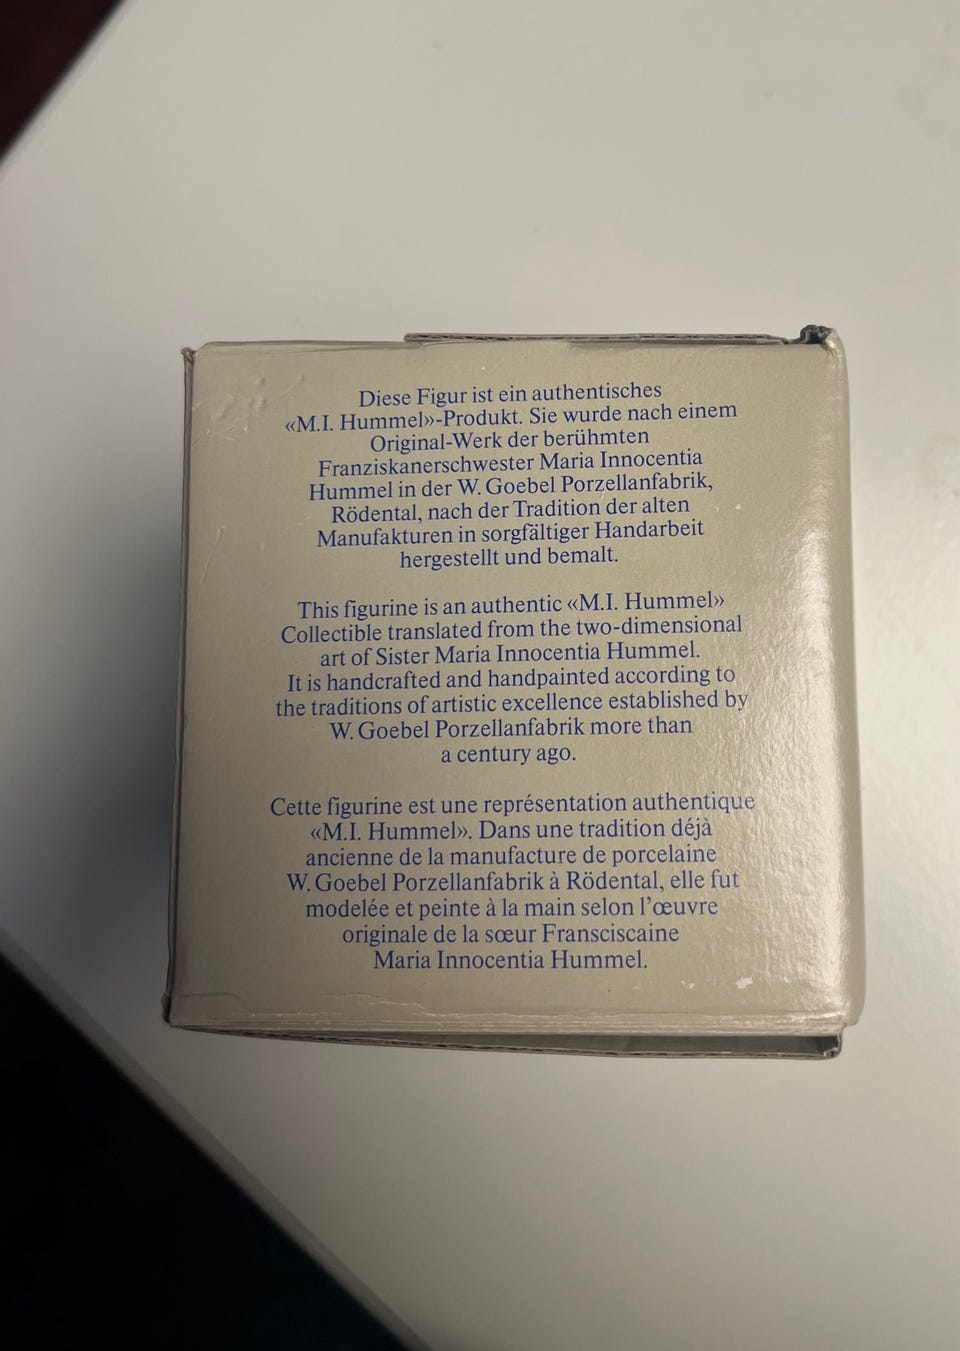 Diese Figur ist ein authentisches
«M.I. Hummel»-Produkt. Sie wurde nach einem
Original-Werk der berühmten
Franziskanerschwester Maria Innocentia
Hummel in der W. Goebel Porzellanfabrik,
Rödental, nach der Tradition der alten
Manufakturen in sorgfältiger Handarbeit
hergestellt und bemalt.
This figurine is an authentic «M.I. Hummel»
Collectible translated from the two-dimensional
art of Sister Maria Innocentia Hummel.
It is handcrafted and handpainted according to
the traditions of artistic excellence established by
W. Goebel Porzellanfabrik more than
a century ago.
Cette figurine est une représentation authentique
«M.I. Hummel». Dans une tradition déjà
ancienne de la manufacture de porcelaine
W. Goebel Porzellanfabrik à Rödental, elle fut
modelée et peinte à la main selon l'œuvre
originale de la sœur Fransciscaine
Maria Innocentia Hummel.